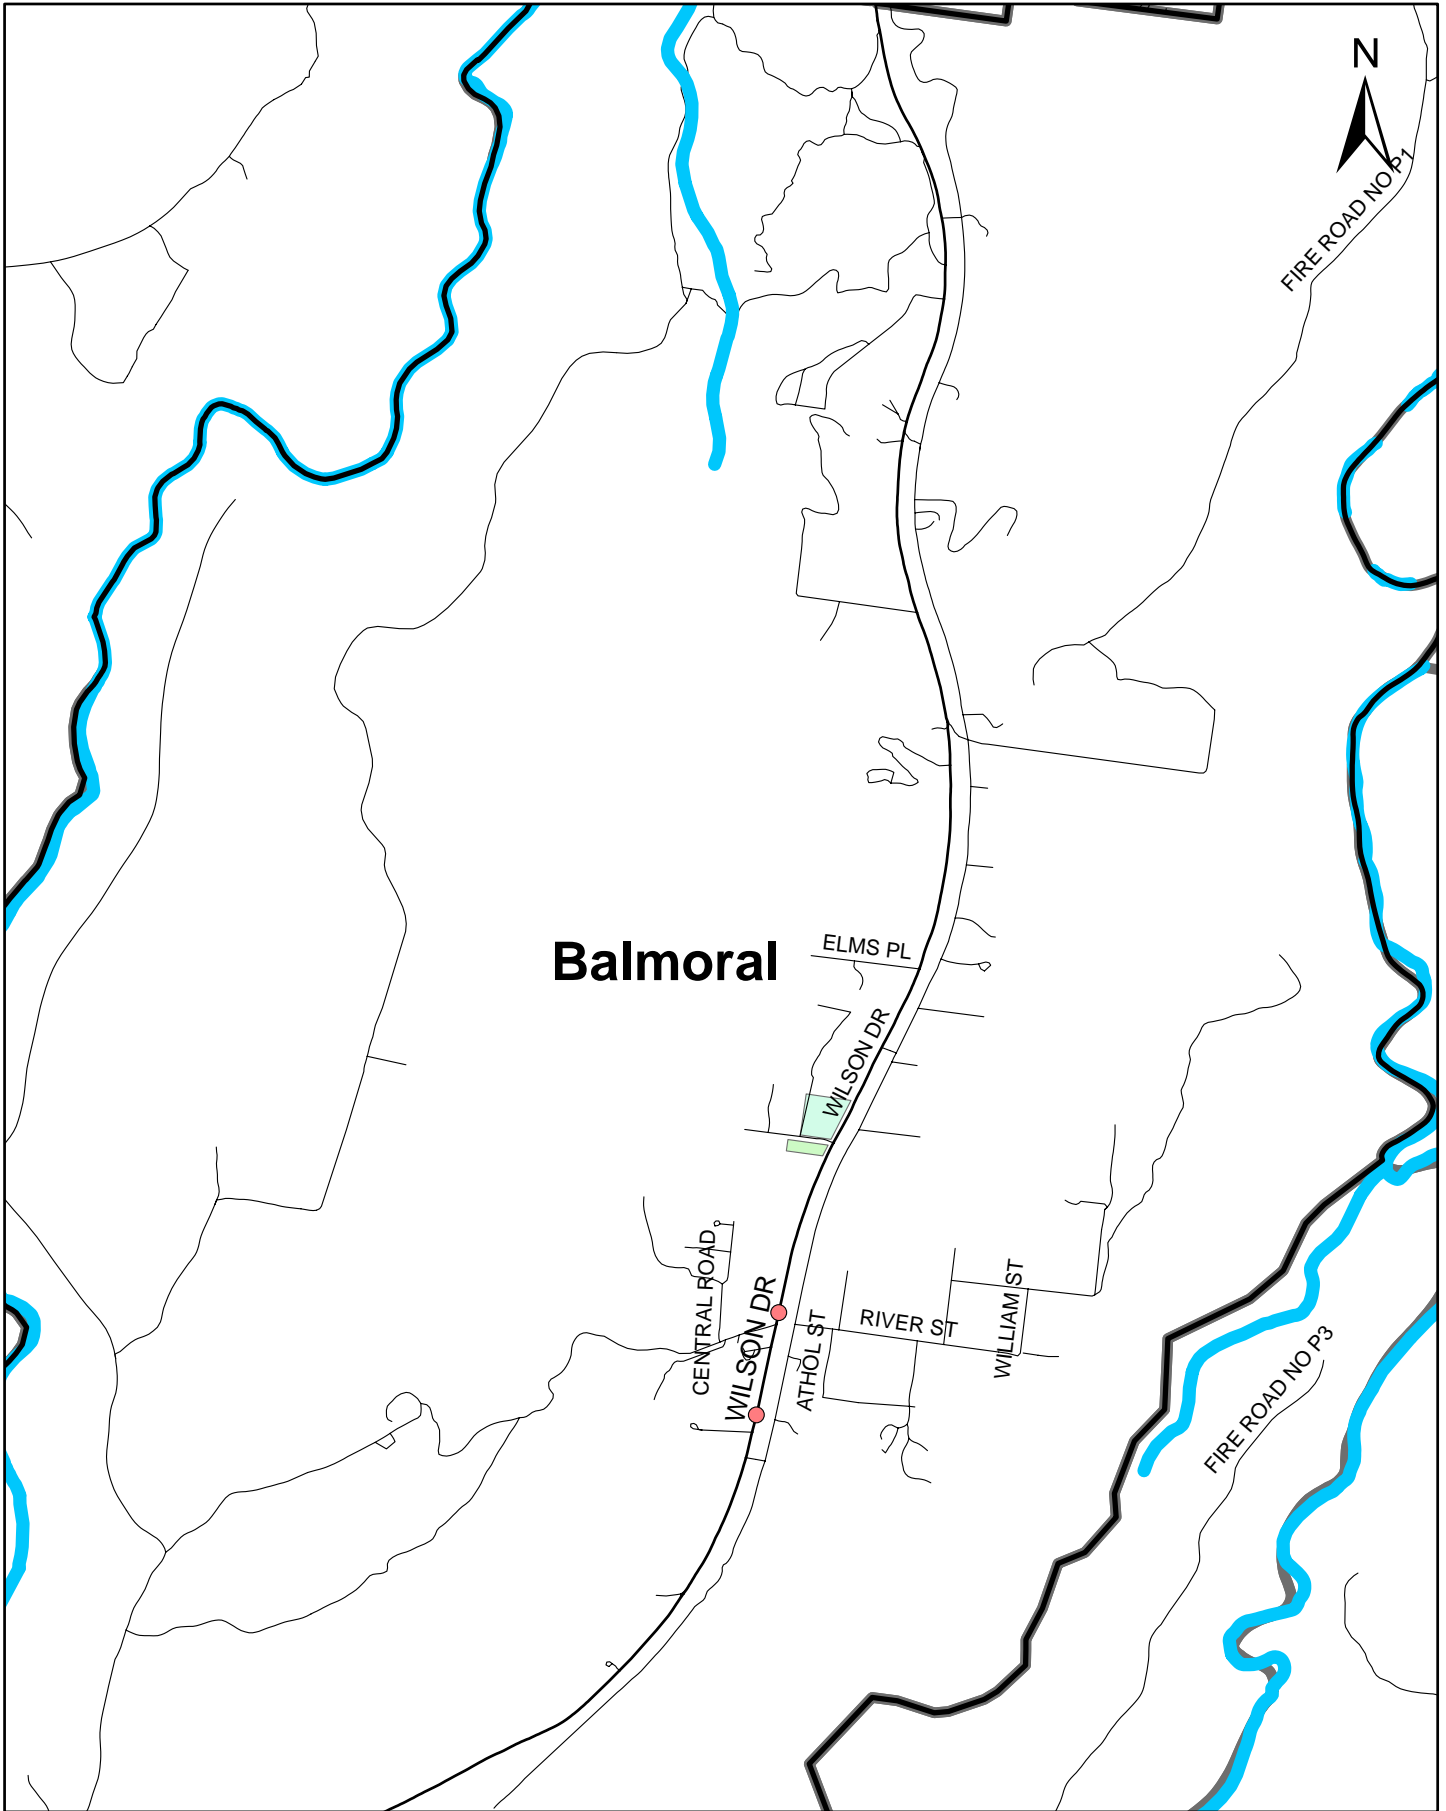 N
FIRE ROAD NO P1
Balmoral
ELMS PL
WILSON DR
CENTRAL ROAD
WILSON DR
ATHOL ST
RIVER ST
WILLIAM ST
FIRE ROAD NO P3